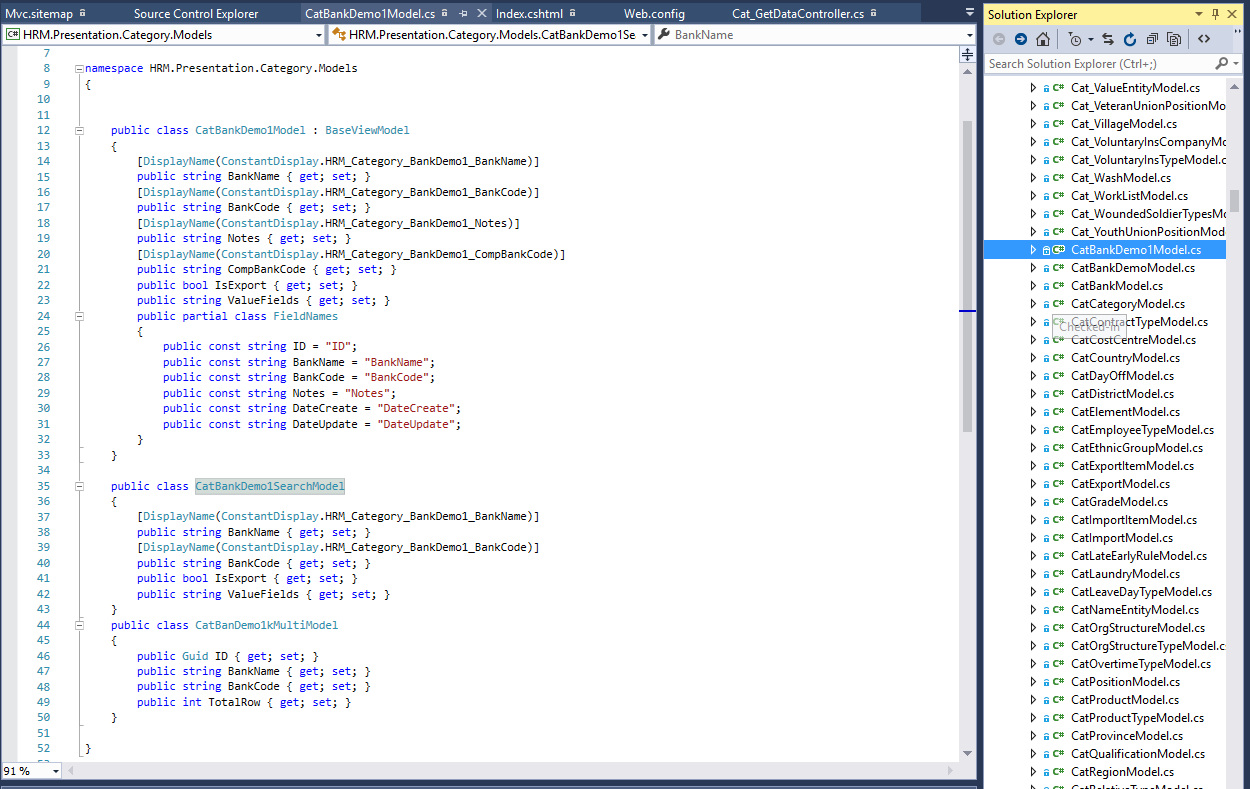 Mvc.sitemap
Source Control Explorer
CatBankDemo1Model.cs
Index.cshtml
Web.config
Cat_GetDataController.cs
HRM.Presentation.Category.Models
HRM.Presentation.Category.Models.CatBankDemo1Se
BankName
7
8 namespace HRM.Presentation.Category.Models
9 {
10
11
12 public class CatBankDemo1Model : BaseViewModel
13 {
14 [DisplayName(ConstantDisplay.HRM_Category_BankDemo1_BankName)]
15 public string BankName { get; set; }
16 [DisplayName(ConstantDisplay.HRM_Category_BankDemo1_BankCode)]
17 public string BankCode { get; set; }
18 [DisplayName(ConstantDisplay.HRM_Category_BankDemo1_Notes)]
19 public string Notes { get; set; }
20 [DisplayName(ConstantDisplay.HRM_Category_BankDemo1_CompBankCode)]
21 public string CompBankCode { get; set; }
22 public bool IsExport { get; set; }
23 public string ValueFields { get; set; }
24 public partial class FieldNames
25 {
26 public const string ID = "ID";
27 public const string BankName = "BankName";
28 public const string BankCode = "BankCode";
29 public const string Notes = "Notes";
30 public const string DateCreate = "DateCreate";
31 public const string DateUpdate = "DateUpdate";
32 }
33 }
34
35 public class CatBankDemo1SearchModel
36 {
37 [DisplayName(ConstantDisplay.HRM_Category_BankDemo1_BankName)]
38 public string BankName { get; set; }
39 [DisplayName(ConstantDisplay.HRM_Category_BankDemo1_BankCode)]
40 public string BankCode { get; set; }
41 public bool IsExport { get; set; }
42 public string ValueFields { get; set; }
43 }
44 public class CatBanDemo1kMultiModel
45 {
46 public Guid ID { get; set; }
47 public string BankName { get; set; }
48 public string BankCode { get; set; }
49 public int TotalRow { get; set; }
50 }
51
52 }
91 %
Solution Explorer
Search Solution Explorer (Ctrl+;)
C# Cat_ValueEntityModel.cs
C# Cat_VeteranUnionPositionMo
C# Cat_VillageModel.cs
C# Cat_VoluntaryInsCompanyMo
C# Cat_VoluntaryInsTypeModel.c
C# Cat_WashModel.cs
C# Cat_WorkListModel.cs
C# Cat_WoundedSoldierTypesMo
C# Cat_YouthUnionPositionMod
C# CatBankDemo1Model.cs
C# CatBankDemoModel.cs
C# CatBankModel.cs
C# CatCategoryModel.cs
C# CatContractTypeModel.cs
Checked-in
C# CatCostCentreModel.cs
C# CatCountryModel.cs
C# CatDayOffModel.cs
C# CatDistrictModel.cs
C# CatElementModel.cs
C# CatEmployeeTypeModel.cs
C# CatEthnicGroupModel.cs
C# CatExportItemModel.cs
C# CatExportModel.cs
C# CatGradeModel.cs
C# CatImportItemModel.cs
C# CatImportModel.cs
C# CatLateEarlyRuleModel.cs
C# CatLaundryModel.cs
C# CatLeaveDayTypeModel.cs
C# CatNameEntityModel.cs
C# CatOrgStructureModel.cs
C# CatOrgStructureTypeModel.c
C# CatOvertimeTypeModel.cs
C# CatPositionModel.cs
C# CatProductModel.cs
C# CatProductTypeModel.cs
C# CatProvinceModel.cs
C# CatQualificationModel.cs
C# CatRegionModel.cs